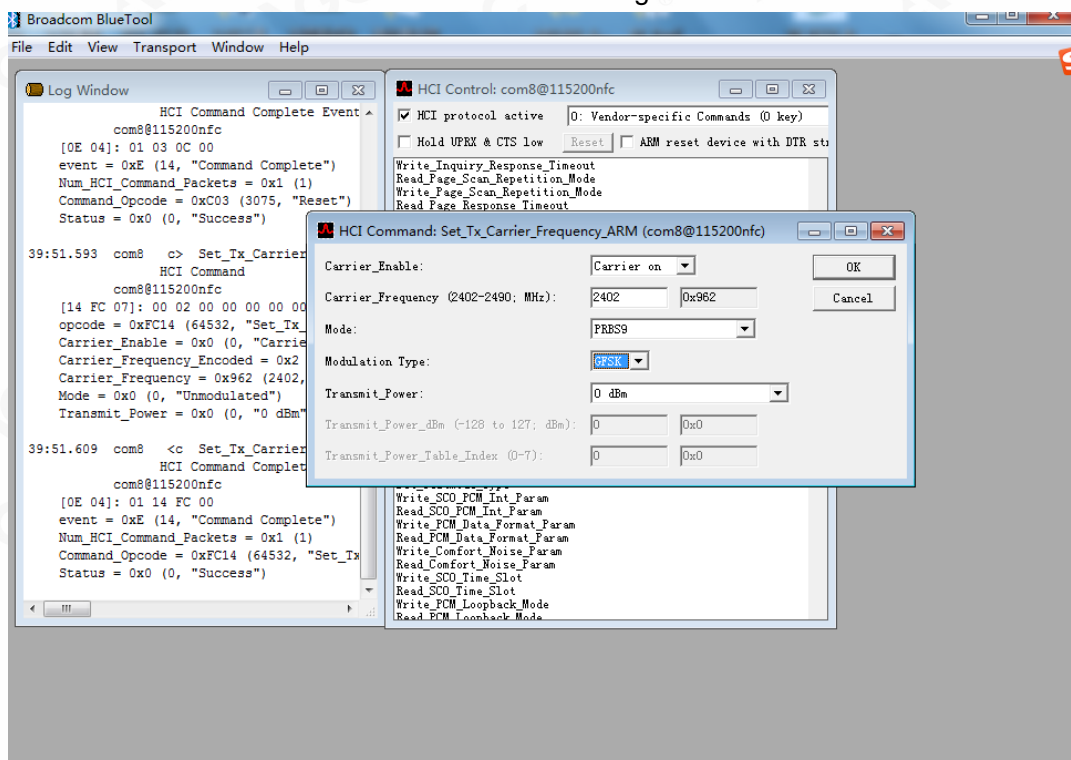 Broadcom BlueTool
File Edit View Transport Window Help
Log Window
HCI Command Complete Event
com8@115200nfc
[0E 04]: 01 03 0C 00
event = 0xE (14, "Command Complete")
Num_HCI_Command_Packets = 0x1 (1)
Command_Opcode = 0xC03 (3075, "Reset")
Status = 0x0 (0, "Success")
39:51.593 com8 c> Set_Tx_Carrier
HCI Command
com8@115200nfc
[14 FC 07]: 00 02 00 00 00 00 00
opcode = 0xFC14 (64532, "Set_Tx_
Carrier_Enable = 0x0 (0, "Carrie
Carrier_Frequency_Encoded = 0x2
Carrier_Frequency = 0x962 (2402,
Mode = 0x0 (0, "Unmodulated")
Transmit_Power = 0x0 (0, "0 dBm"
39:51.609 com8 <c Set_Tx_Carrier
HCI Command Complet
com8@115200nfc
[0E 04]: 01 14 FC 00
event = 0xE (14, "Command Complete")
Num_HCI_Command_Packets = 0x1 (1)
Command_Opcode = 0xFC14 (64532, "Set_Tx
Status = 0x0 (0, "Success")
HCI Control: com8@115200nfc
HCI protocol active 0: Vendor-specific Commands (0 key)
Hold UPRX & CTS low Reset ARM reset device with DTR str
Write_Inquiry_Response_Timeout
Read_Page_Scan_Repetition_Mode
Write_Page_Scan_Repetition_Mode
Read_Page_Response_Timeout
HCI Command: Set_Tx_Carrier_Frequency_ARM (com8@115200nfc)
Carrier_Enable: Carrier on OK
Carrier_Frequency (2402-2490; MHz): 2402 0x962 Cancel
Mode: PRBS9
Modulation Type: GFSK
Transmit_Power: 0 dBm
Transmit_Power_dBm (-128 to 127; dBm): 0 0x0
Transmit_Power_Table_Index (0-7): 0 0x0
Write_SCO_PCM_Int_Param
Read_SCO_PCM_Int_Param
Write_PCM_Data_Format_Param
Read_PCM_Data_Format_Param
Write_Comfort_Noise_Param
Read_Comfort_Noise_Param
Write_SCO_Time_Slot
Read_SCO_Time_Slot
Write_PCM_Loopback_Mode
Read_PCM_Loopback_Mode